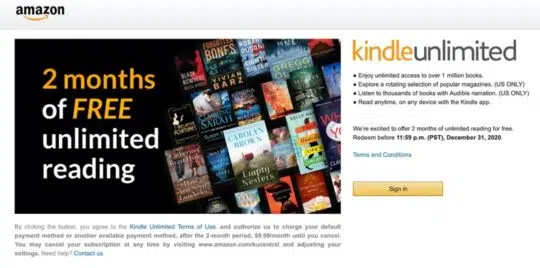 amazon
2 months
of FREE
unlimited
reading
FORGOTTEN
BONES
VIVIAN
BARZ
CAROLYN
BROWN
Empty
Nesters
kindleunlimited
● Enjoy unlimited access to over 1 million books.
● Explore a rotating selection of popular magazines. (US ONLY)
● Listen to thousands of books with Audible narration. (US ONLY)
● Read anytime, on any device with the Kindle app.
We're excited to offer 2 months of unlimited reading for free.
Redeem before 11:59 p.m. (PST), December 31, 2020.
Terms and Conditions
Sign in
By clicking the button, you agree to the Kindle Unlimited Terms of Use, and authorize us to charge your default
payment method or another available payment method, after the 2-month period, $9.99/month until you cancel.
You may cancel your subscription at any time by visiting www.amazon.com/kucentral and adjusting your
settings. Need help? Contact us